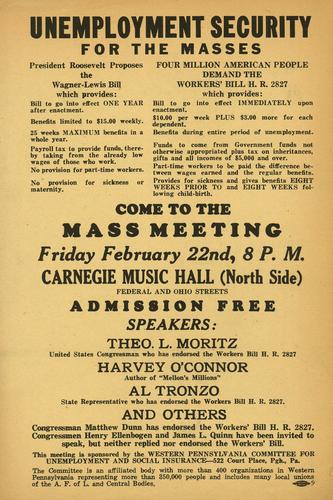 UNEMPLOYMENT SECURITY
FOR THE MASSES
President Roosevelt Proposes
the
Wagner-Lewis Bill
which provides:
Bill to go into effect ONE YEAR
after enactment.
Benefits limited to $15.00 weekly.
25 weeks MAXIMUM benefits in a
whole year.
Payroll tax to provide funds, there-
by taking from the already low
wages of those who work.
No provision for part-time workers.
No provision for sickness or
maternity.
FOUR MILLION AMERICAN PEOPLE
DEMAND THE
WORKERS' BILL H. R. 2827
which provides:
Bill to go into effect IMMEDIATELY upon
enactment.
$10.00 per week PLUS $3.00 more for each
dependent.
Benefits during entire period of unemployment.
Funds to come from Government funds not
otherwise appropriated plus tax on inheritances,
gifts and all incomes of $5,000 and over.
Part-time workers to be paid the difference be-
tween wages earned and the regular benefits.
Provides for sickness and gives benefits EIGHT
WEEKS PRIOR TO and EIGHT WEEKS fol-
lowing child-birth.
COME TO THE
MASS MEETING
Friday February 22nd, 8 P. M.
CARNEGIE MUSIC HALL (North Side)
FEDERAL AND OHIO STREETS
ADMISSION FREE
SPEAKERS:
THEO. L. MORITZ
United States Congressman who has endorsed the Workers Bill H. R. 2827
HARVEY O'CONNOR
Author of "Mellon's Millions"
AL TRONZO
State Representative who has endorsed the Workers Bill H. R. 2827.
AND OTHERS
Congressman Matthew Dunn has endorsed the Workers' Bill H. R. 2827.
Congressmen Henry Ellenbogen and James L. Quinn have been invited to
speak, but neither replied nor endorsed the Workers' Bill.
This meeting is sponsored by the WESTERN PENNSYLVANIA COMMITTEE FOR
UNEMPLOYMENT AND SOCIAL INSURANCE—522 Court Place, Pgh, Pa.
The Committee is an affiliated body with more than 400 organizations in Western
Pennsylvania representing more than 350,000 people and includes many local unions
of the A. F. of L. and Central Bodies.